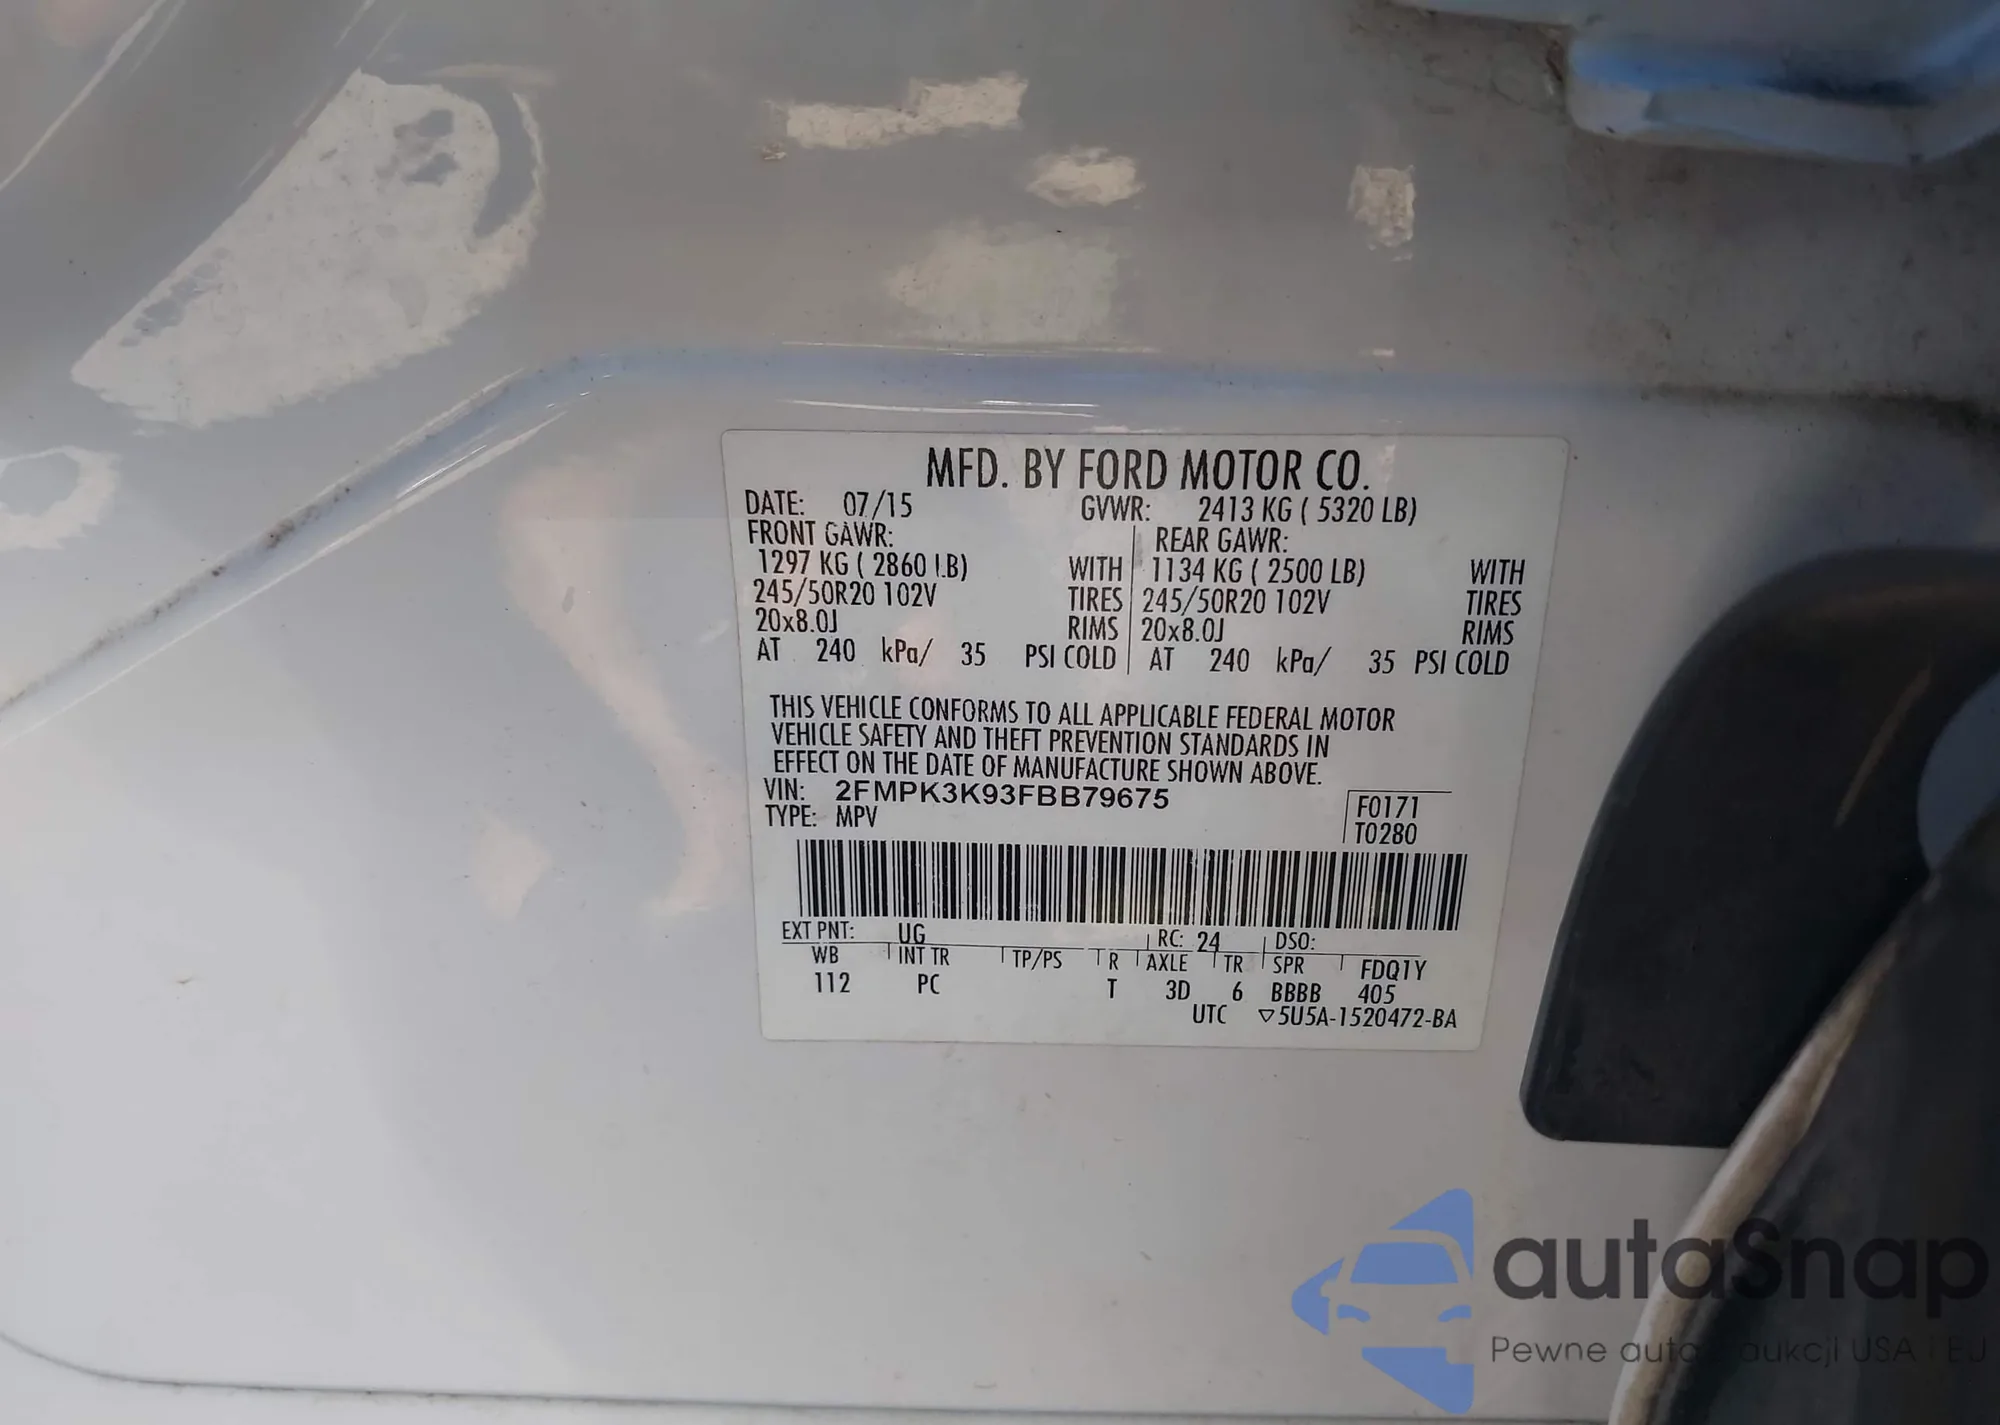 MFD. BY FORD MOTOR CO.
DATE: 07/15 GVWR: 2413 KG ( 5320 LB)
FRONT GAWR: REAR GAWR:
1297 KG ( 2860 LB) WITH 1134 KG ( 2500 LB) WITH
245/50R20 102V TIRES 245/50R20 102V TIRES
20x8.0J RIMS 20x8.0J RIMS
AT 240 kPa/ 35 PSI COLD AT 240 kPa/ 35 PSI COLD
THIS VEHICLE CONFORMS TO ALL APPLICABLE FEDERAL MOTOR
VEHICLE SAFETY AND THEFT PREVENTION STANDARDS IN
EFFECT ON THE DATE OF MANUFACTURE SHOWN ABOVE.
VIN: 2FMPK3K93FBB79675 F0171
TYPE: MPV T0280
EXT PNT: UG RC: 24 DSO:
WB INT TR TP/PS R AXLE TR SPR FDQ1Y
112 PC T 3D 6 BBBB 405
UTC ▽5U5A-1520472-BA
autaSnap
Pewne auta aukcji USA i EU